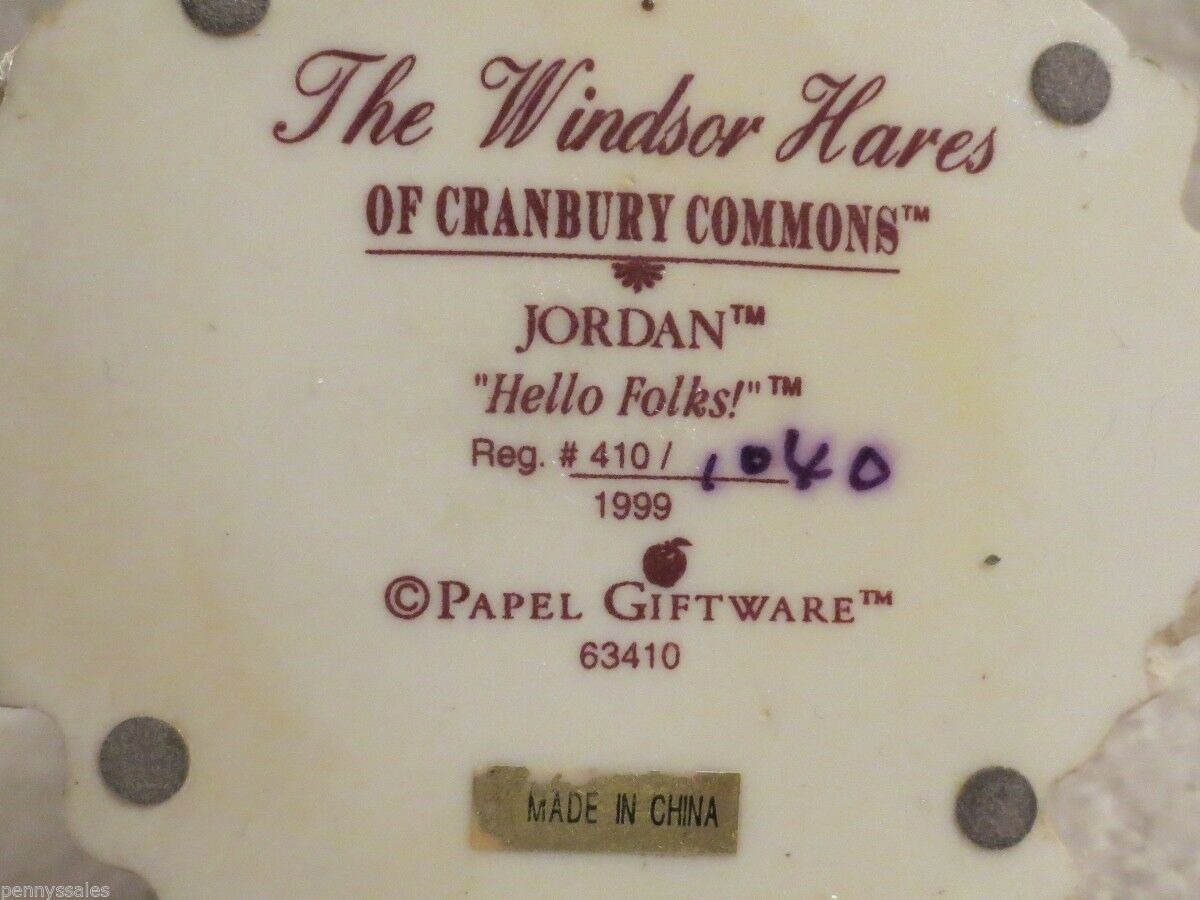 The Windsor Hares
OF CRANBURY COMMONS™
JORDAN™
"Hello Folks!"™
Reg. # 410 / 1040
1999
©PAPEL GIFTWARE™
63410
MADE IN CHINA
pennyssales